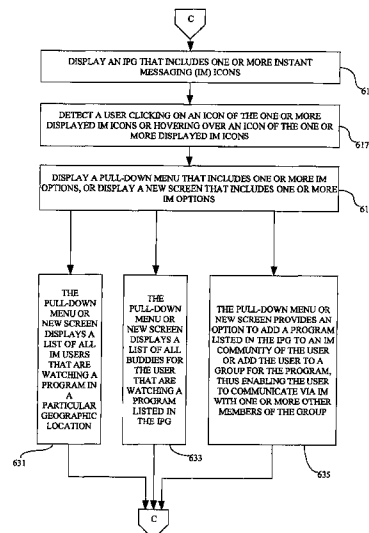 C
DISPLAY AN IPG THAT INCLUDES ONE OR MORE INSTANT
MESSAGING (IM) ICONS
61
DETECT A USER CLICKING ON AN ICON OF THE ONE OR MORE
DISPLAYED IM ICONS OR HOVERING OVER AN ICON OF THE ONE OR
MORE DISPLAYED IM ICONS
617
DISPLAY A PULL-DOWN MENU THAT INCLUDES ONE OR MORE IM
OPTIONS, OR DISPLAY A NEW SCREEN THAT INCLUDES ONE OR MORE
IM OPTIONS
61
THE
PULL-DOWN
MENU OR
NEW SCREEN
DISPLAYS A
LIST OF ALL
IM USERS
THAT ARE
WATCHING A
PROGRAM IN
A
PARTICULAR
GEOGRAPHIC
LOCATION
631
THE
PULL-DOWN
MENU OR
NEW SCREEN
DISPLAYS A
LIST OF ALL
BUDDIES FOR
THE USER
THAT ARE
WATCHING A
PROGRAM
LISTED IN
THE IPG
633
THE PULL-DOWN MENU OR
NEW SCREEN PROVIDES AN
OPTION TO ADD A PROGRAM
LISTED IN THE IPG TO AN IM
COMMUNITY OF THE USER
OR ADD THE USER TO A
GROUP FOR THE PROGRAM,
THUS ENABLING THE USER
TO COMMUNICATE VIA IM
WITH ONE OR MORE OTHER
MEMBERS OF THE GROUP
635
C